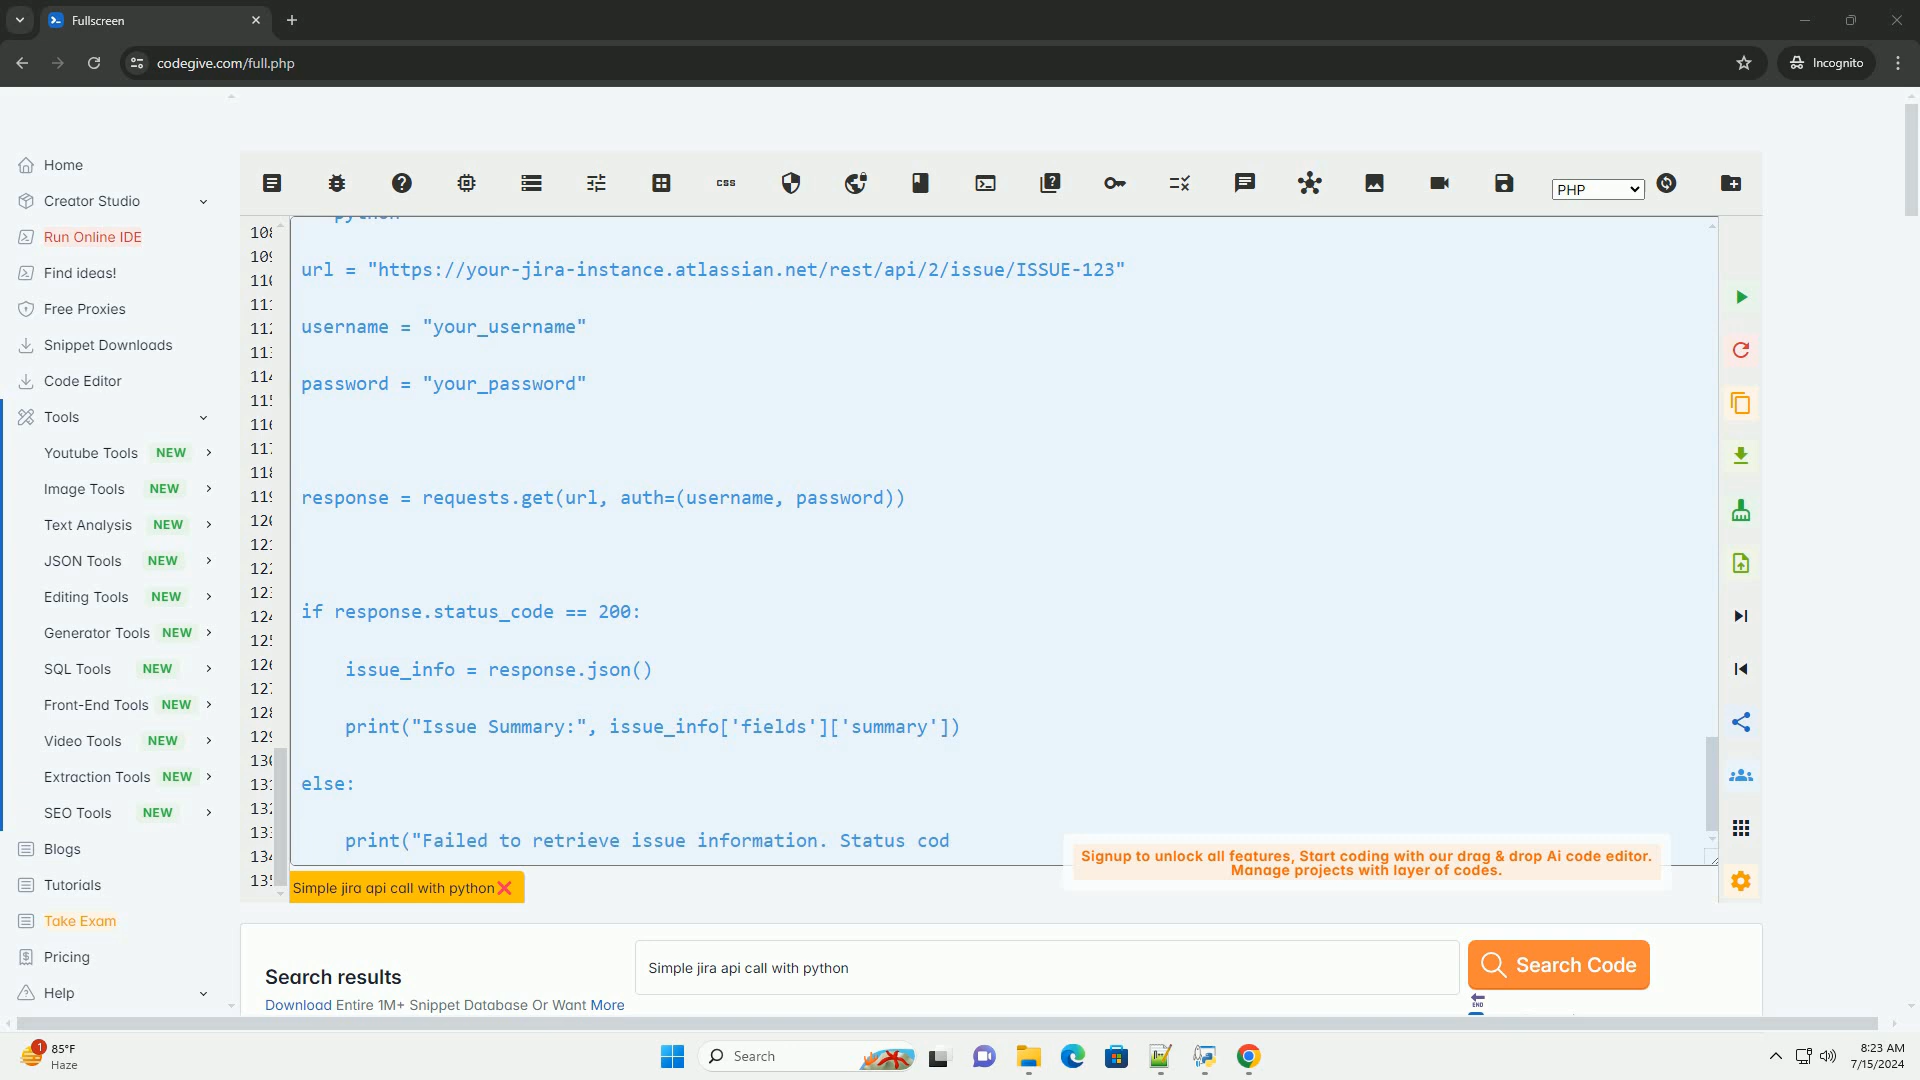 Fullscreen
codegive.com/full.php
Incognito
Home
Creator Studio
Run Online IDE
Find ideas!
Free Proxies
Snippet Downloads
Code Editor
Tools
Youtube Tools NEW
Image Tools NEW
Text Analysis NEW
JSON Tools NEW
Editing Tools NEW
Generator Tools NEW
SQL Tools NEW
Front-End Tools NEW
Video Tools NEW
Extraction Tools NEW
SEO Tools NEW
Blogs
Tutorials
Take Exam
Pricing
Help
CSS
PHP
python
url = "https://your-jira-instance.atlassian.net/rest/api/2/issue/ISSUE-123"
username = "your_username"
password = "your_password"
response = requests.get(url, auth=(username, password))
if response.status_code == 200:
issue_info = response.json()
print("Issue Summary:", issue_info['fields']['summary'])
else:
print("Failed to retrieve issue information. Status cod
Signup to unlock all features, Start coding with our drag & drop Ai code editor.
Manage projects with layer of codes.
Simple jira api call with python
Search results
Download Entire 1M+ Snippet Database Or Want More
Simple jira api call with python
Search Code
END
1
85°F
Haze
Search
8:23 AM
7/15/2024